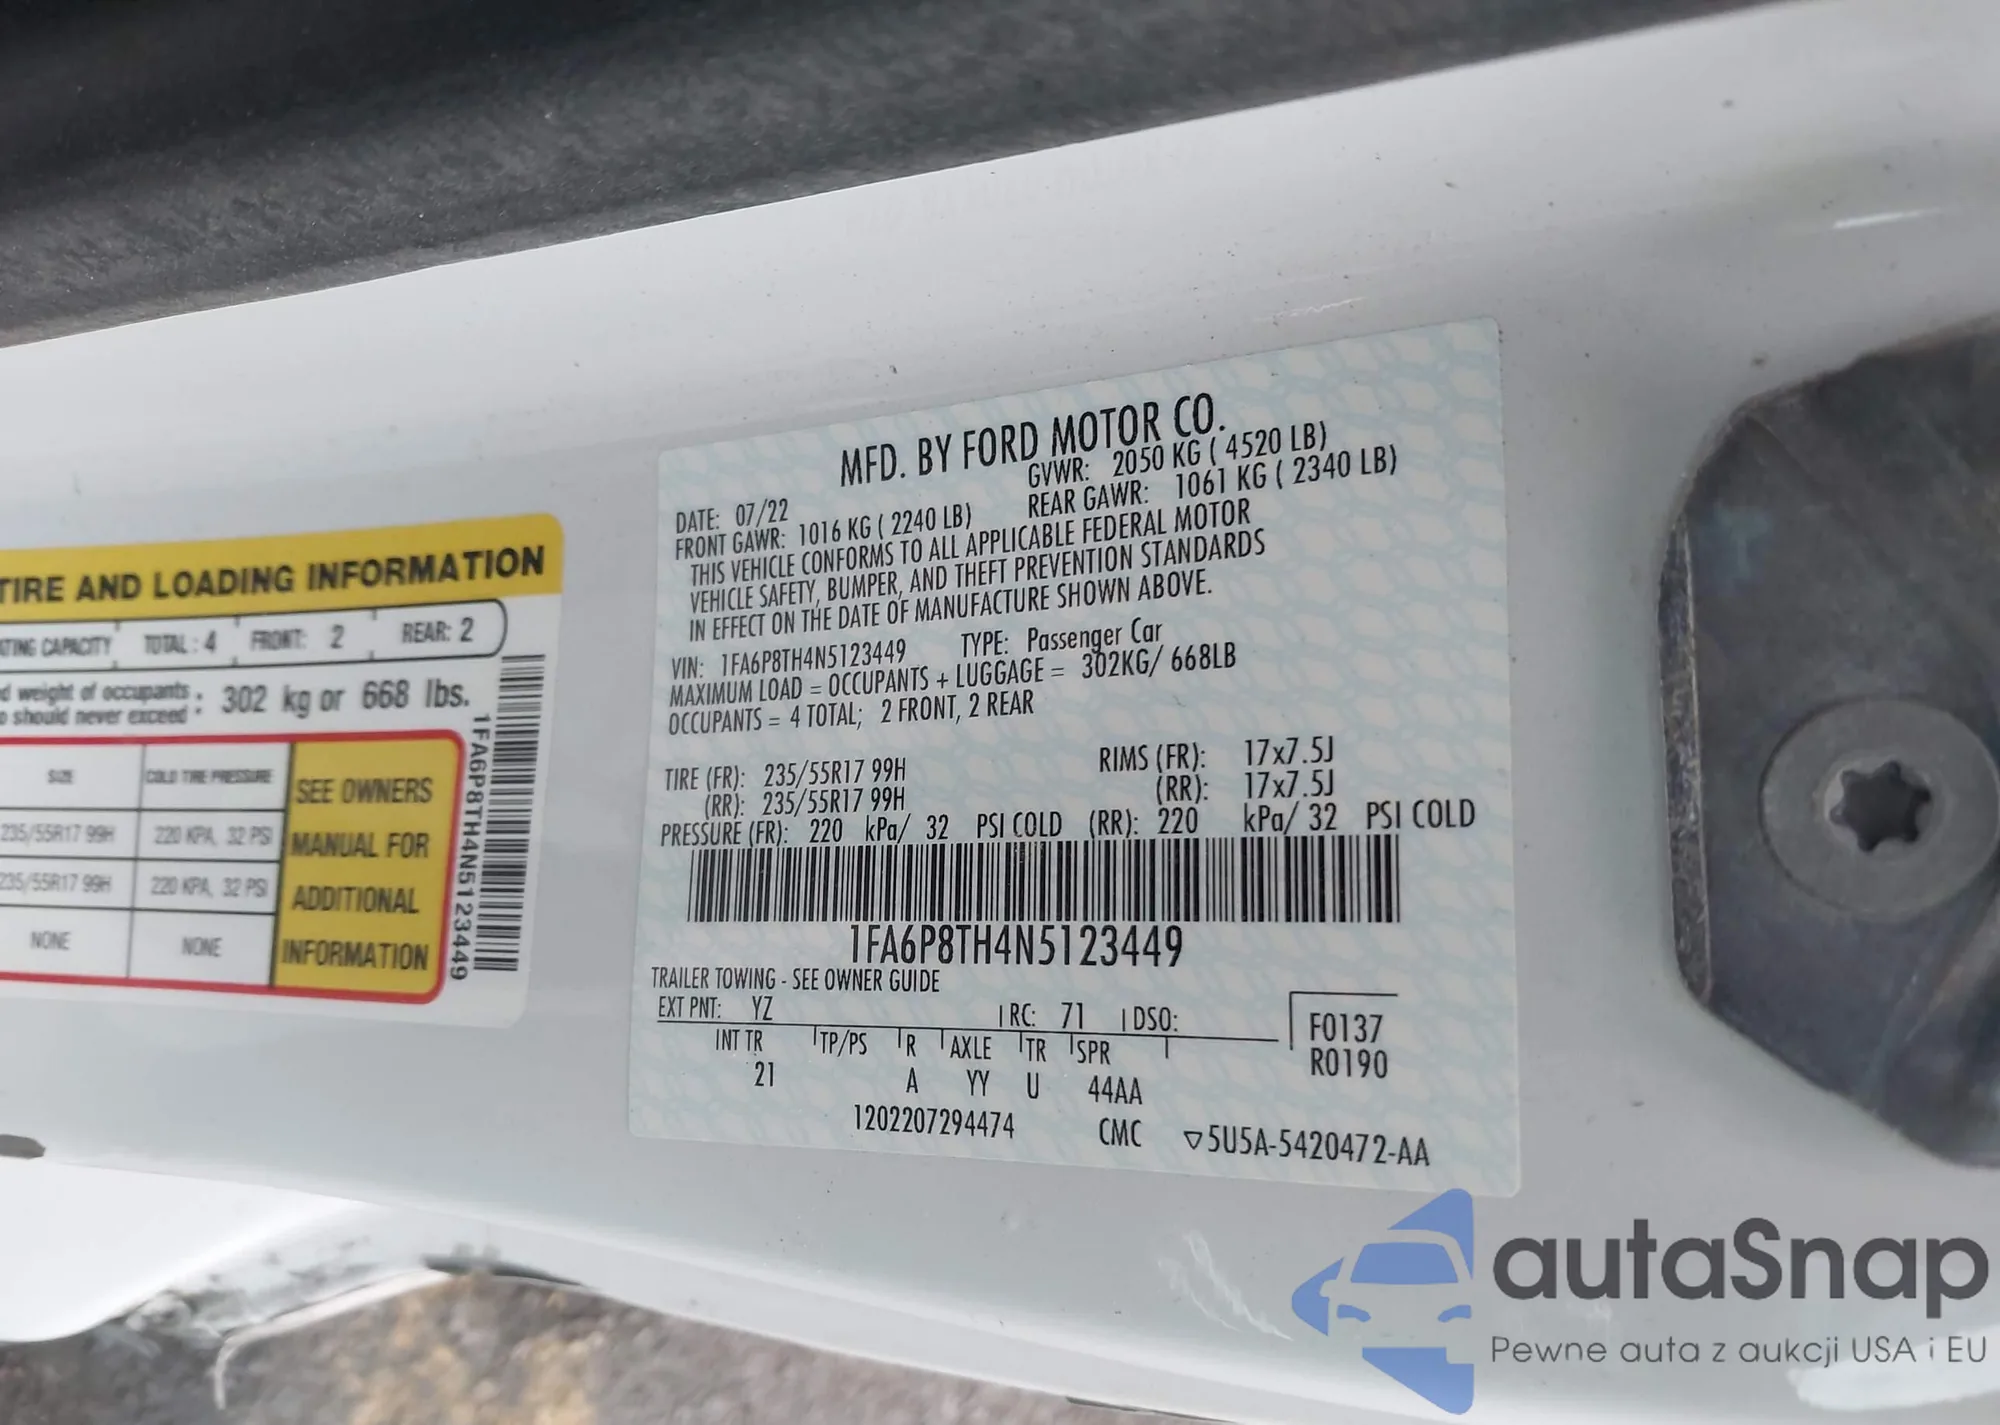 TIRE AND LOADING INFORMATION
TOTAL : 4 FRONT: 2 REAR: 2
CAPACITY
weight of occupants : 302 kg or 668 lbs.
should never exceed
SIZE COLD TIRE PRESSURE SEE OWNERS
235/55R17 99H 220 KPA, 32 PSI MANUAL FOR
235/55R17 99H 220 KPA, 32 PSI ADDITIONAL
NONE NONE INFORMATION
1FA6P8TH4N5123449
MFD. BY FORD MOTOR CO.
DATE: 07/22 GVWR: 2050 KG ( 4520 LB)
FRONT GAWR: 1016 KG ( 2240 LB) REAR GAWR: 1061 KG ( 2340 LB)
THIS VEHICLE CONFORMS TO ALL APPLICABLE FEDERAL MOTOR
VEHICLE SAFETY, BUMPER, AND THEFT PREVENTION STANDARDS
IN EFFECT ON THE DATE OF MANUFACTURE SHOWN ABOVE.
VIN: 1FA6P8TH4N5123449 TYPE: Passenger Car
MAXIMUM LOAD = OCCUPANTS + LUGGAGE = 302KG/ 668LB
OCCUPANTS = 4 TOTAL; 2 FRONT, 2 REAR
TIRE (FR): 235/55R17 99H RIMS (FR): 17x7.5J
(RR): 235/55R17 99H (RR): 17x7.5J
PRESSURE (FR): 220 kPa/ 32 PSI COLD (RR): 220 kPa/ 32 PSI COLD
1FA6P8TH4N5123449
TRAILER TOWING - SEE OWNER GUIDE
EXT PNT: YZ RC: 71 DSO: F0137
INT TR TP/PS R AXLE TR SPR R0190
21 A YY U 44AA
1202207294474 CMC ▽5U5A-5420472-AA
autaSnap
Pewne auta z aukcji USA i EU